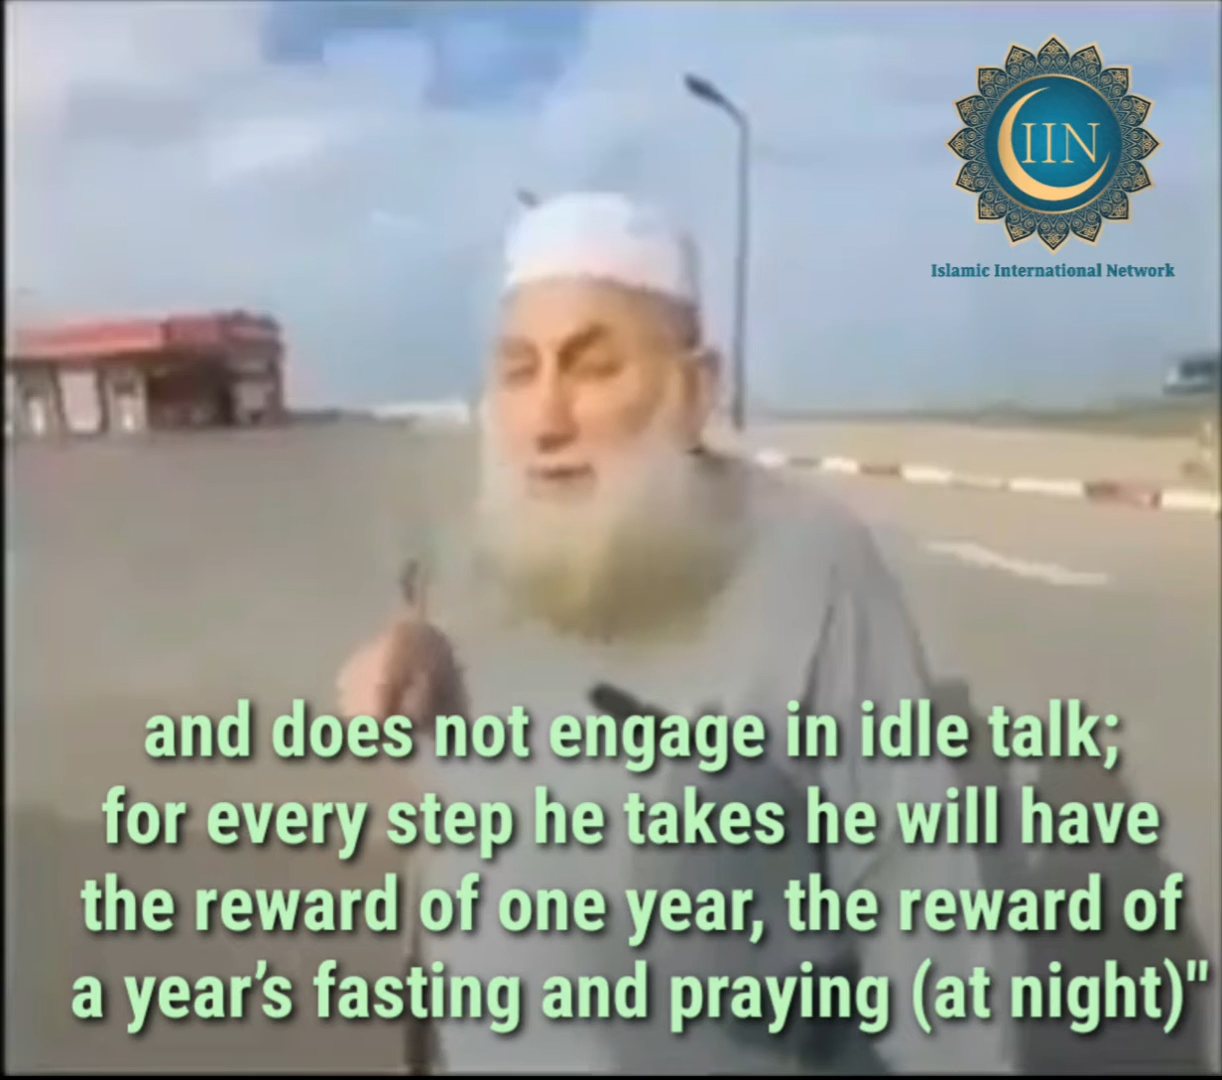 IIN
Islamic International Network
and does not engage in idle talk;
for every step he takes he will have
the reward of one year, the reward of
a year’s fasting and praying (at night)"